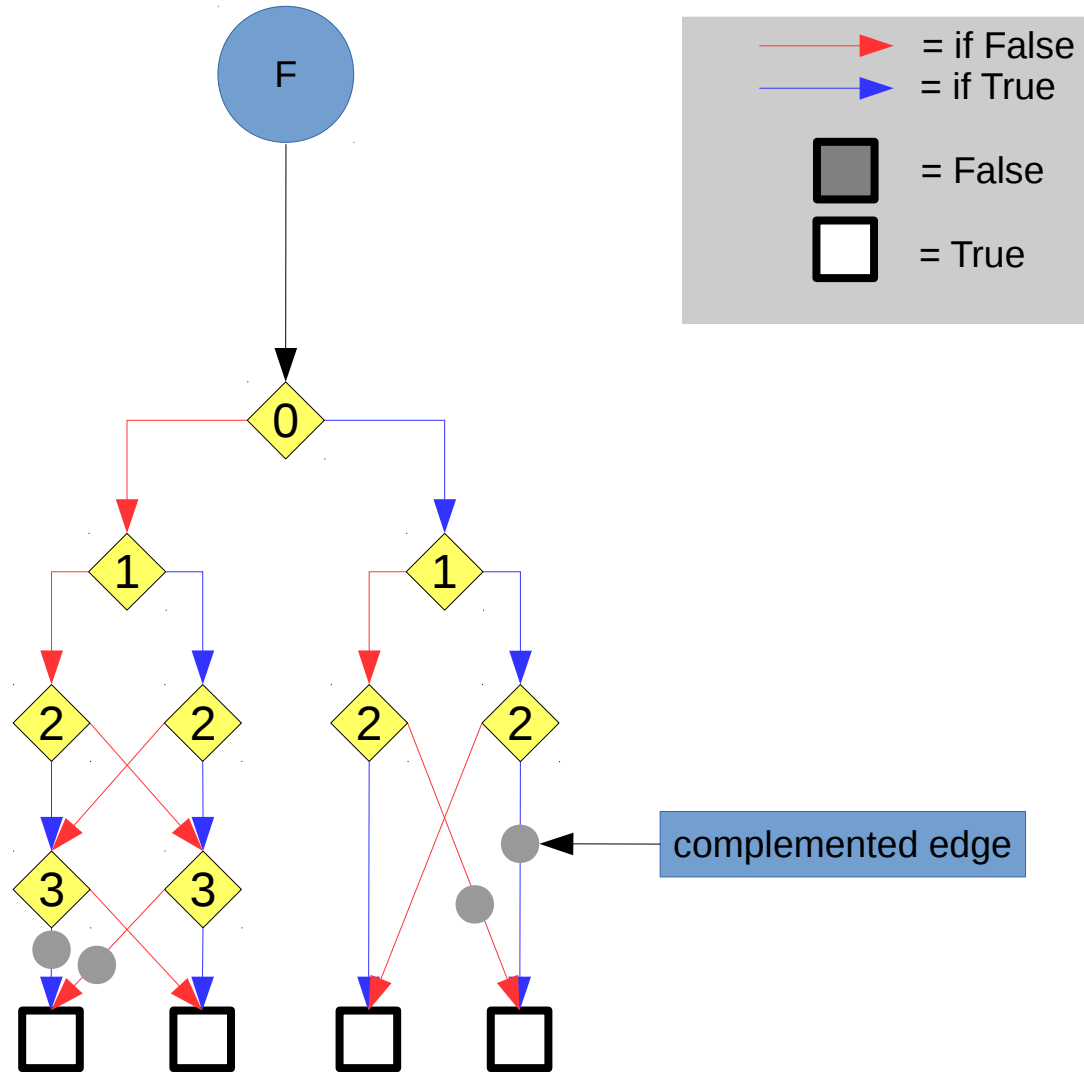 F
= if False
= if True
= False
= True
0
1 1
2 2 2 2
complemented edge
3 3